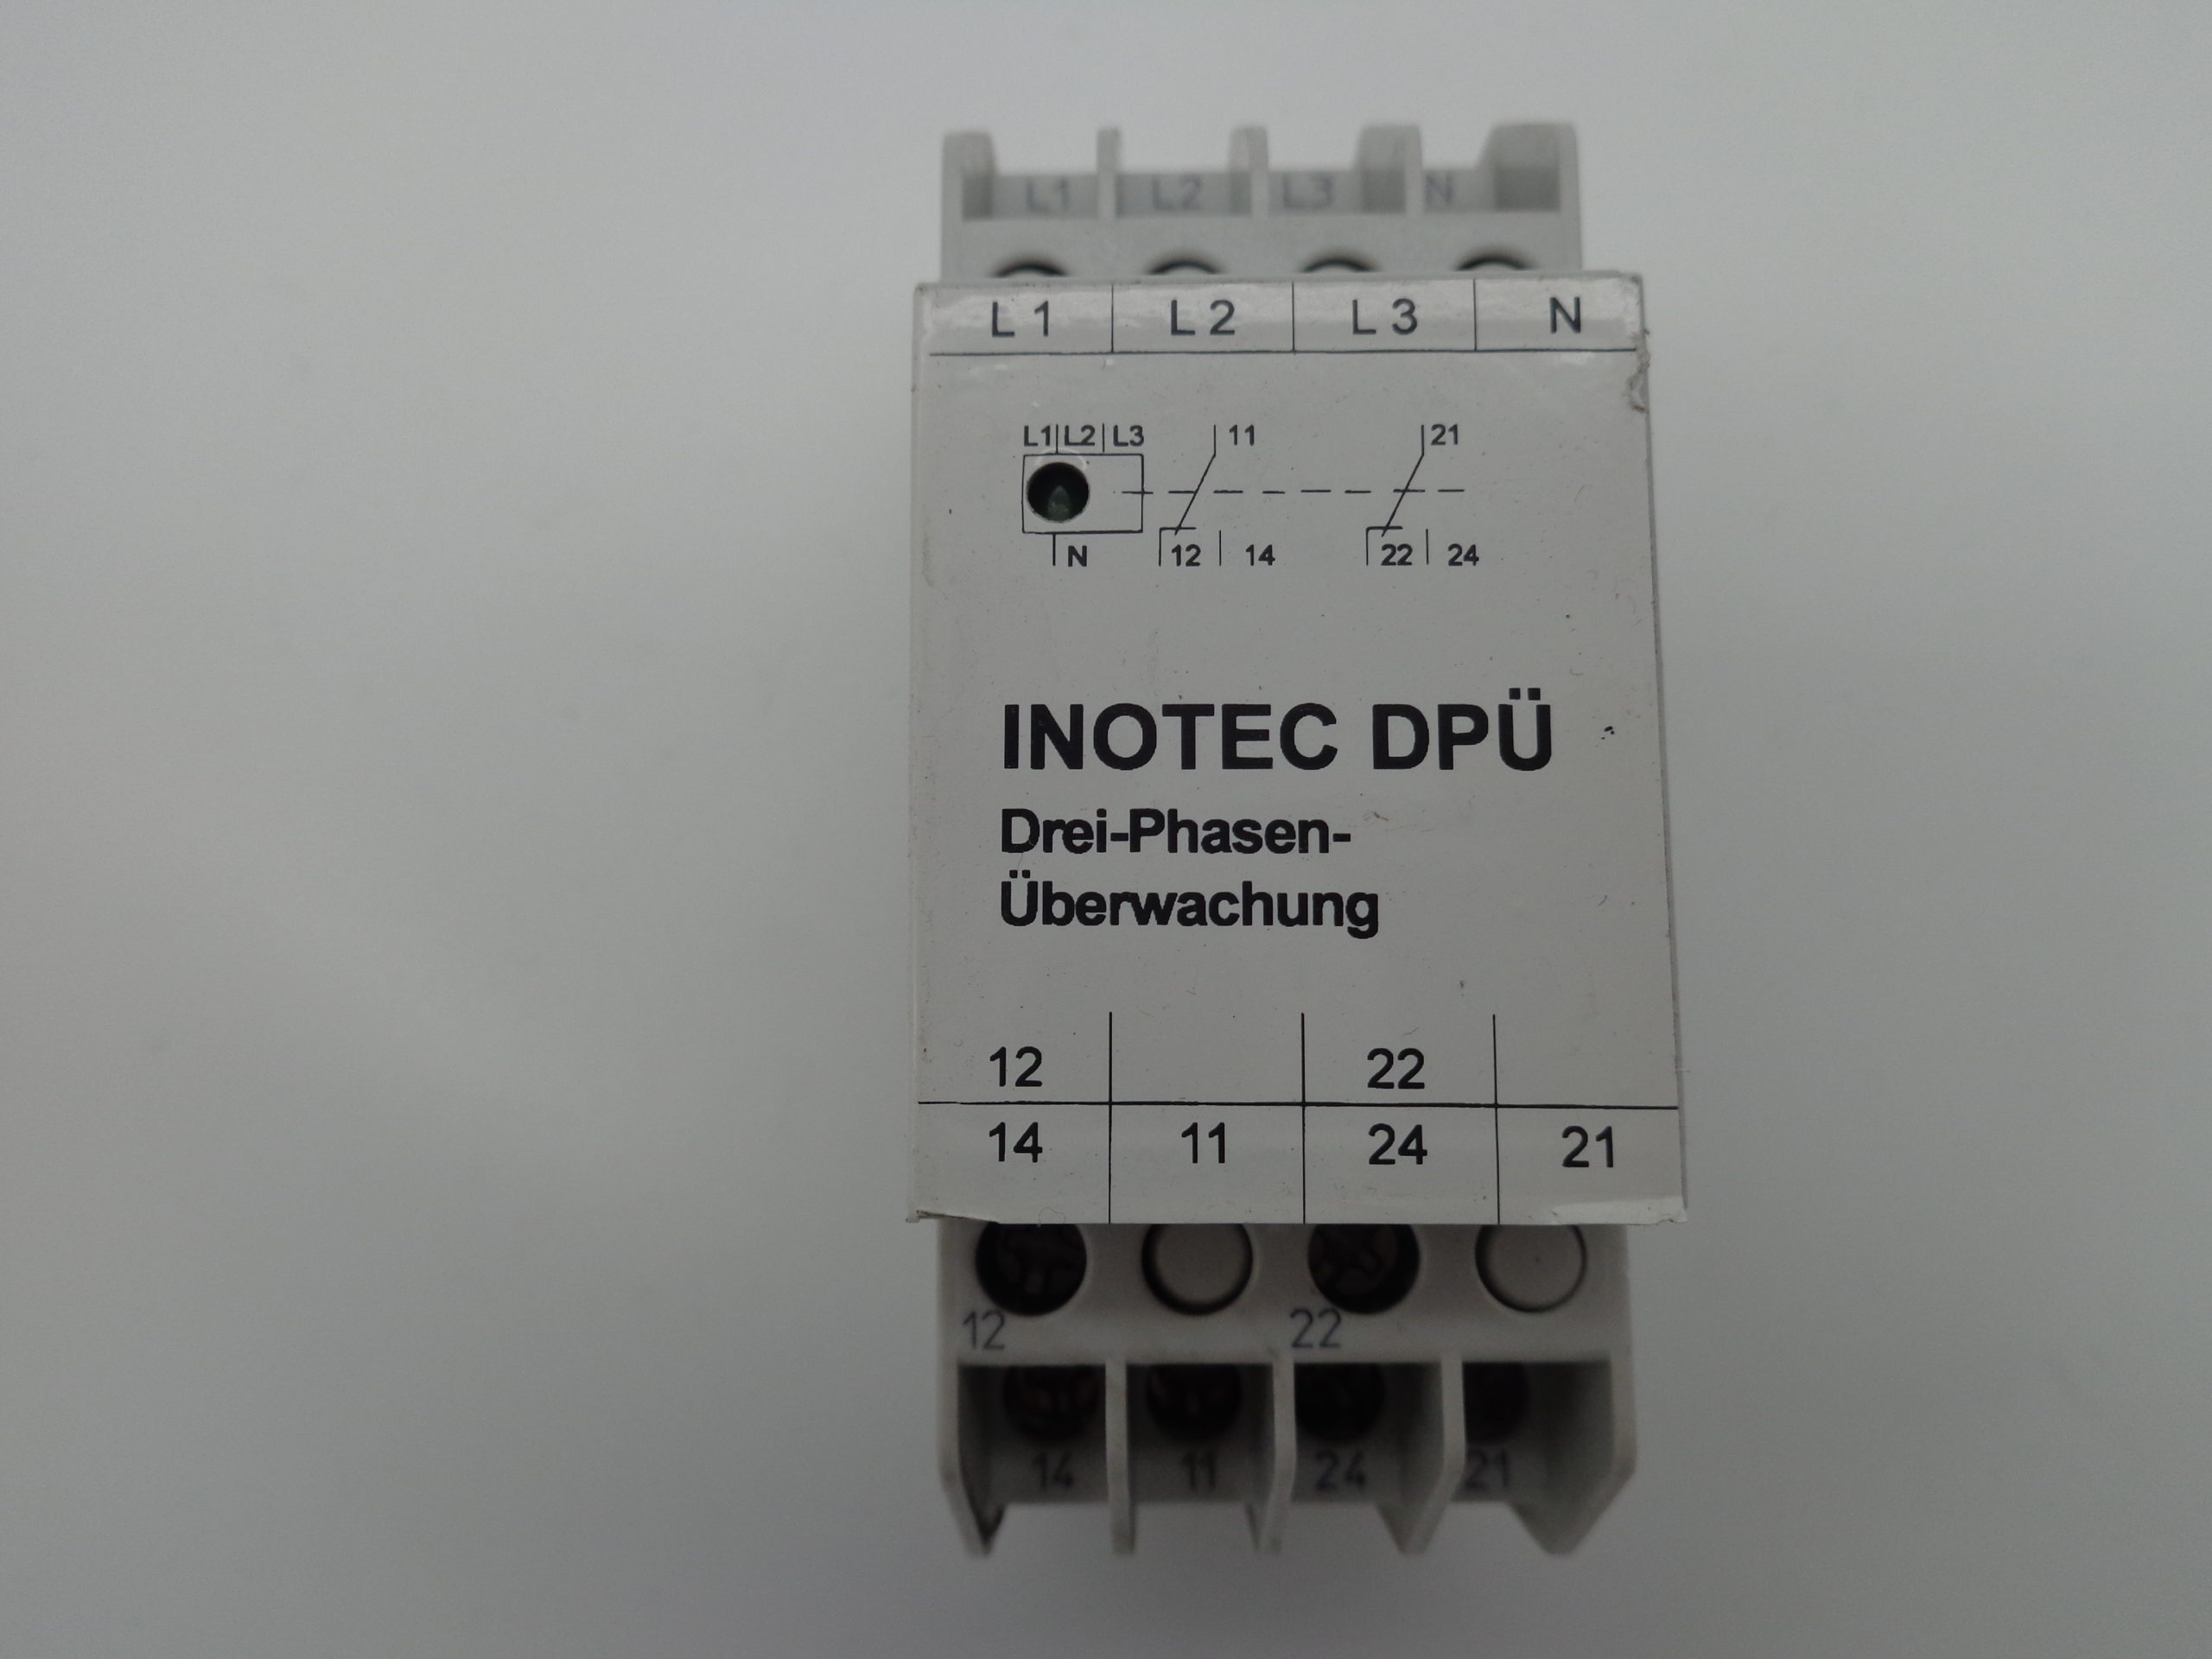 L1 L2 L3 N
L1 L2 L3 N
L1 L2 L3 11 21
N 12 14 22 24
INOTEC DPÜ
Drei-Phasen-
Überwachung
12 22
14 11 24 21
12 22
14 11 24 21